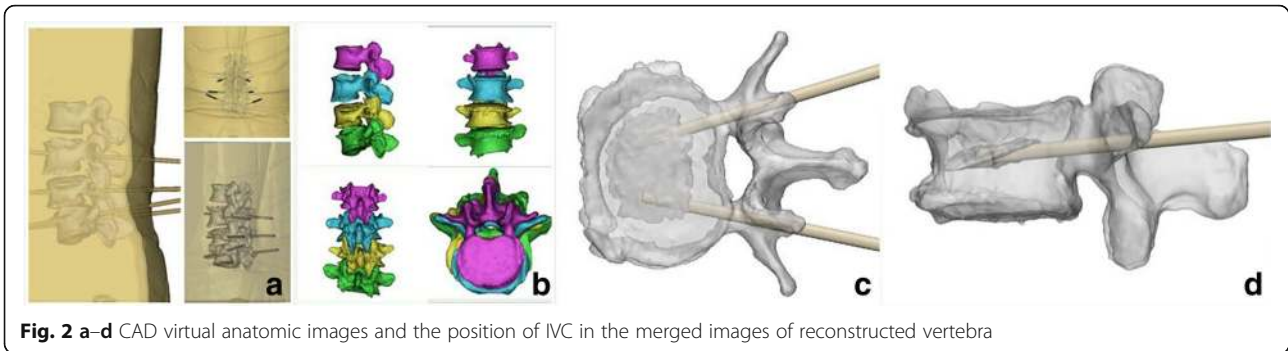 a
b
c
d
Fig. 2 a–d CAD virtual anatomic images and the position of IVC in the merged images of reconstructed vertebra